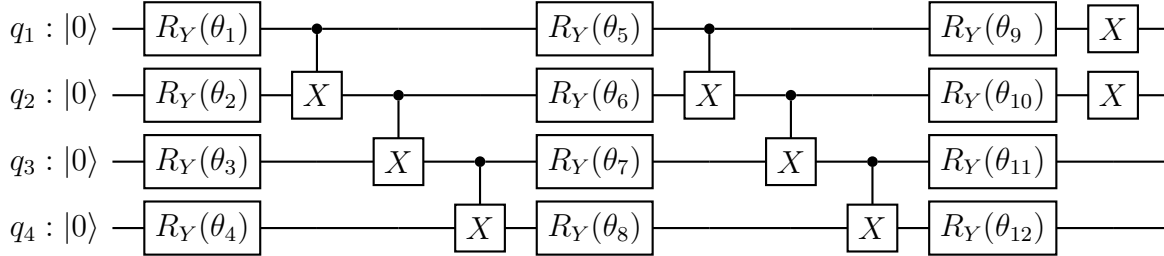 q₁ : |0⟩ R_Y(θ₁) R_Y(θ₅) R_Y(θ₉ ) X
X X
q₂ : |0⟩ R_Y(θ₂) R_Y(θ₆) R_Y(θ₁₀) X
X X
q₃ : |0⟩ R_Y(θ₃) R_Y(θ₇) R_Y(θ₁₁)
X X
q₄ : |0⟩ R_Y(θ₄) R_Y(θ₈) R_Y(θ₁₂)